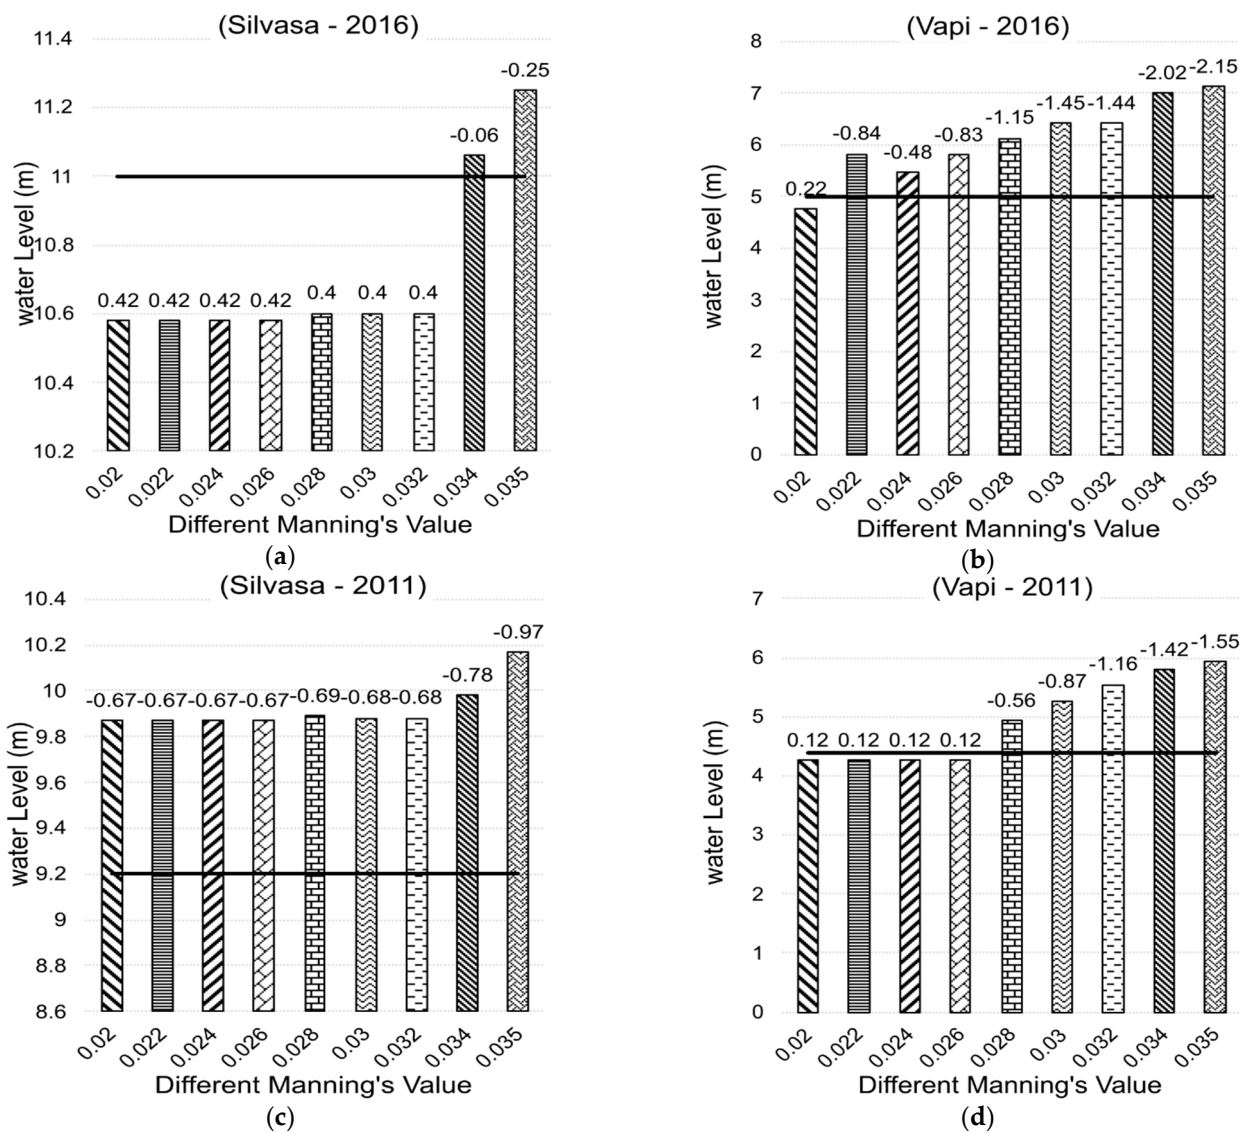 (Silvasa - 2016)
11.4
11.2
11
10.8
10.6
10.4
10.2
water Level (m)
0.42 0.42 0.42 0.42 0.4 0.4 0.4 -0.06 -0.25
0.02 0.022 0.024 0.026 0.028 0.03 0.032 0.034 0.035
Different Manning's Value
(a)
(Vapi - 2016)
8
7
6
5
4
3
2
1
0
water Level (m)
0.22 -0.84 -0.48 -0.83 -1.15 -1.45 -1.44 -2.02 -2.15
0.02 0.022 0.024 0.026 0.028 0.03 0.032 0.034 0.035
Different Manning's Value
(b)
(Silvasa - 2011)
10.4
10.2
10
9.8
9.6
9.4
9.2
9
8.8
8.6
water Level (m)
-0.67 -0.67 -0.67 -0.67 -0.69 -0.68 -0.68 -0.78 -0.97
0.02 0.022 0.024 0.026 0.028 0.03 0.032 0.034 0.035
Different Manning's Value
(c)
(Vapi - 2011)
7
6
5
4
3
2
1
0
water Level (m)
0.12 0.12 0.12 0.12 -0.56 -0.87 -1.16 -1.42 -1.55
0.02 0.022 0.024 0.026 0.028 0.03 0.032 0.034 0.035
Different Manning's Value
(d)